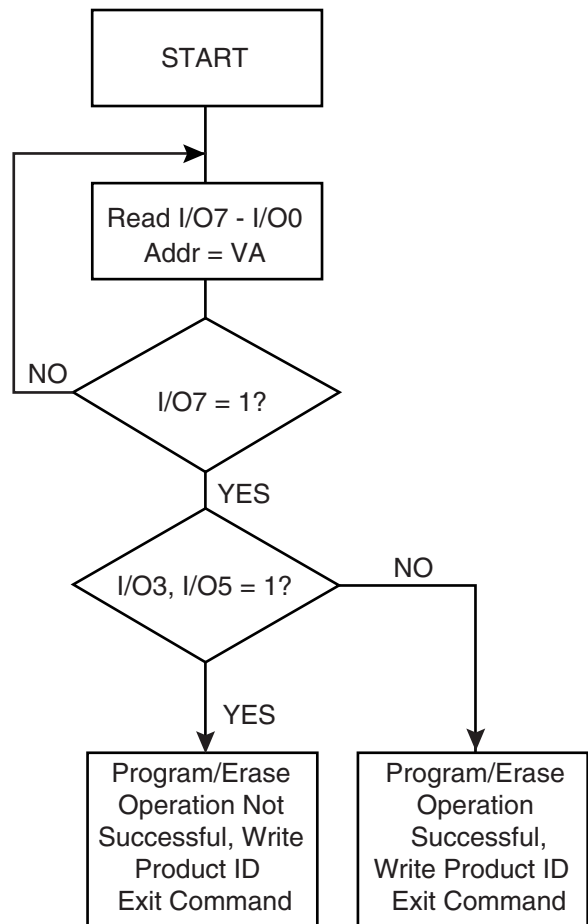 START
Read I/O7 - I/O0
Addr = VA
NO
I/O7 = 1?
YES
I/O3, I/O5 = 1?
NO
YES
Program/Erase
Operation Not
Successful, Write
Product ID
Exit Command
Program/Erase
Operation
Successful,
Write Product ID
Exit Command